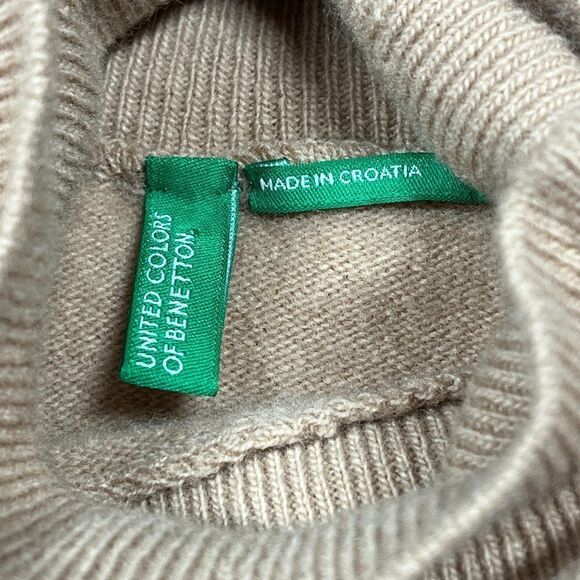 UNITED COLORS
OF BENETTON.
MADE IN CROATIA